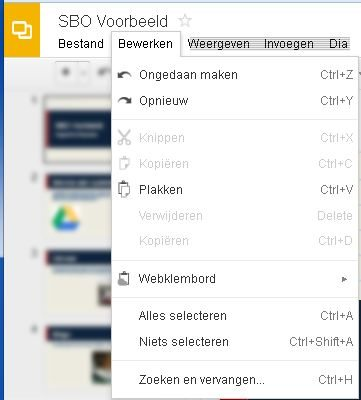 SBO Voorbeeld
Bestand Bewerken Weergeven Invoegen Dia
Ongedaan maken Ctrl+Z
Opnieuw Ctrl+Y
Knippen Ctrl+X
Kopiëren Ctrl+C
Plakken Ctrl+V
Verwijderen Delete
Kopiëren Ctrl+D
Webklembord
Alles selecteren Ctrl+A
Niets selecteren Ctrl+Shift+A
Zoeken en vervangen... Ctrl+H